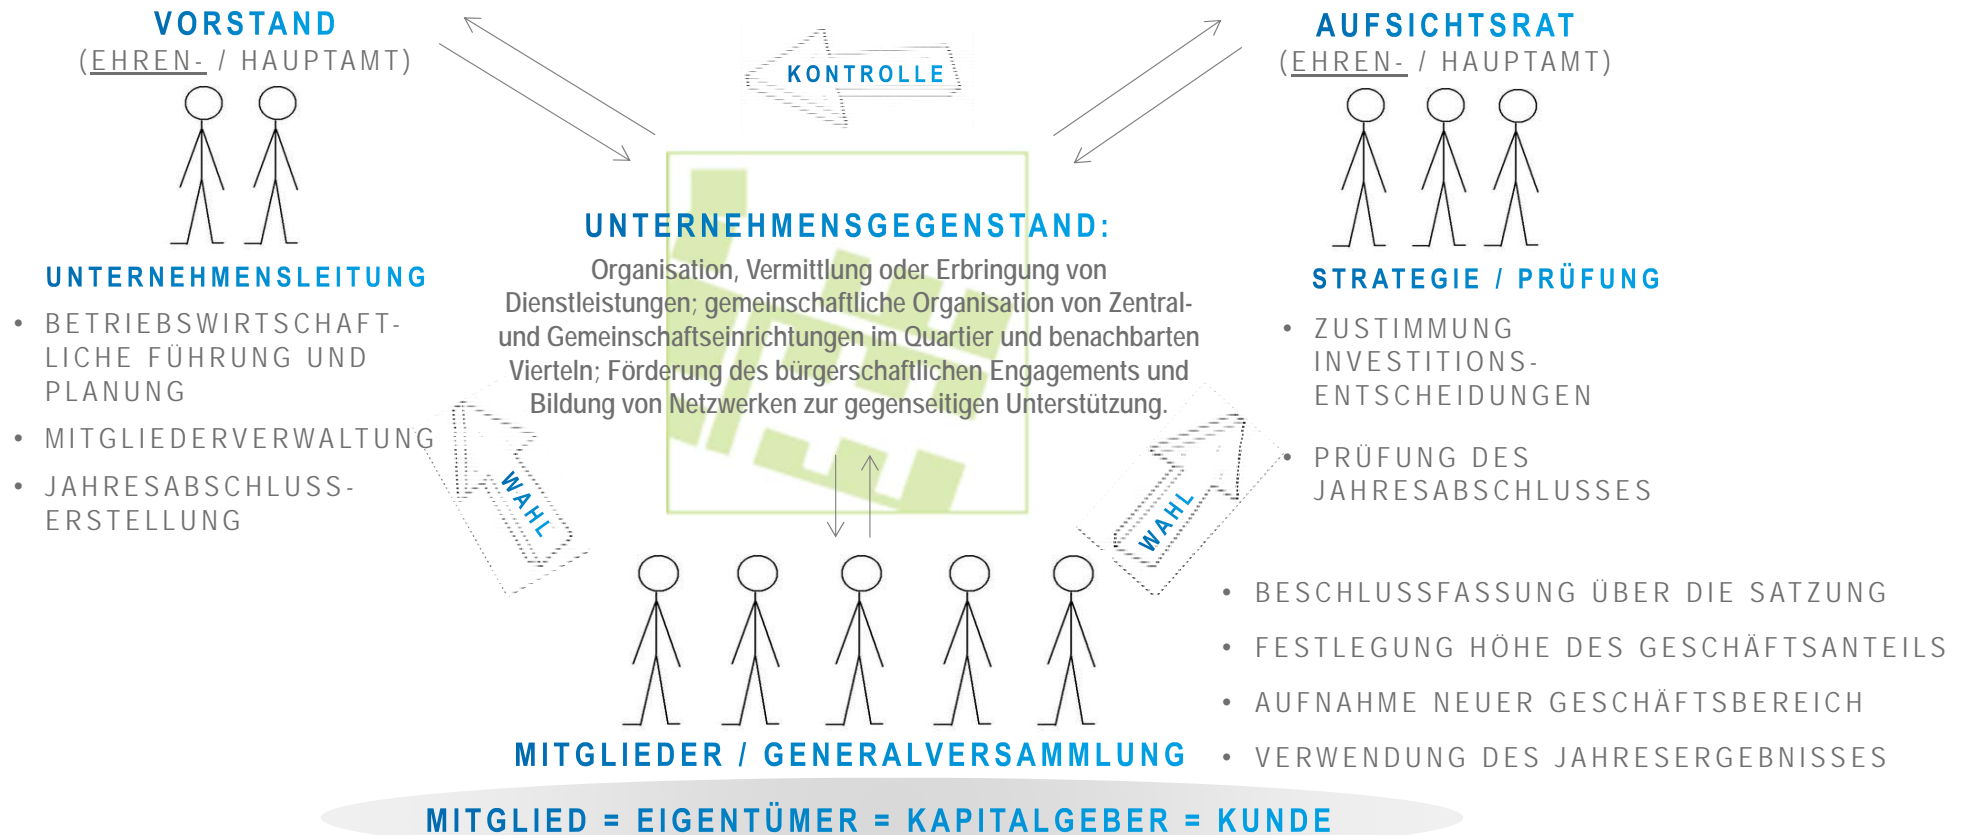 VORSTAND
(EHREN- / HAUPTAMT)
KONTROLLE
AUFSICHTSRAT
(EHREN- / HAUPTAMT)
UNTERNEHMENSLEITUNG
• BETRIEBSWIRTSCHAFT-
LICHE FÜHRUNG UND
PLANUNG
• MITGLIEDERVERWALTUNG
• JAHRESABSCHLUSS-
ERSTELLUNG
UNTERNEHMENSGEGENSTAND:
Organisation, Vermittlung oder Erbringung von
Dienstleistungen; gemeinschaftliche Organisation von Zentral-
und Gemeinschaftseinrichtungen im Quartier und benachbarten
Vierteln; Förderung des bürgerschaftlichen Engagements und
Bildung von Netzwerken zur gegenseitigen Unterstützung.
STRATEGIE / PRÜFUNG
• ZUSTIMMUNG
INVESTITIONS-
ENTSCHEIDUNGEN
• PRÜFUNG DES
JAHRESABSCHLUSSES
WAHL
WAHL
MITGLIEDER / GENERALVERSAMMLUNG
• BESCHLUSSFASSUNG ÜBER DIE SATZUNG
• FESTLEGUNG HÖHE DES GESCHÄFTSANTEILS
• AUFNAHME NEUER GESCHÄFTSBEREICH
• VERWENDUNG DES JAHRESERGEBNISSES
MITGLIED = EIGENTÜMER = KAPITALGEBER = KUNDE